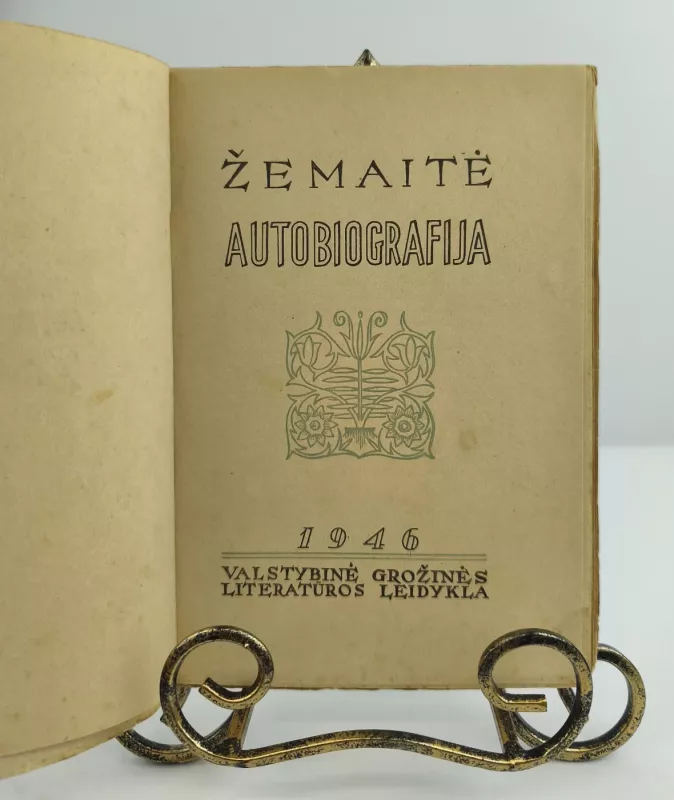 ŽEMAITĖ
AUTOBIOGRAFIJA
1946
VALSTYBINĖ GROŽINĖS
LITERATŪROS LEIDYKLA